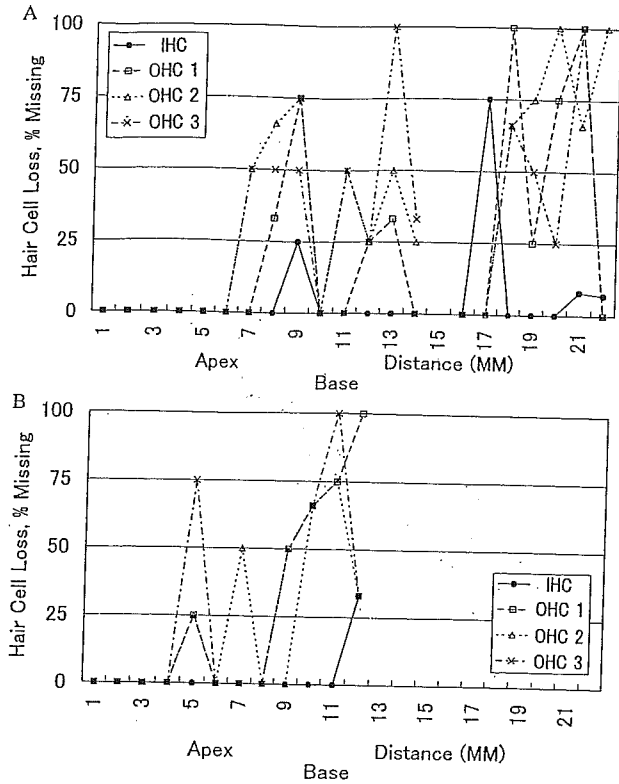 A
Hair Cell Loss, % Missing
100
75
50
25
0
IHC
OHC 1
OHC 2
OHC 3
1 3 5 7 9 11 13 15 17 19 21
Apex
Distance (MM)
Base
B
Hair Cell Loss, % Missing
100
75
50
25
0
IHC
OHC 1
OHC 2
OHC 3
1 3 5 7 9 11 13 15 17 19 21
Apex
Distance (MM)
Base